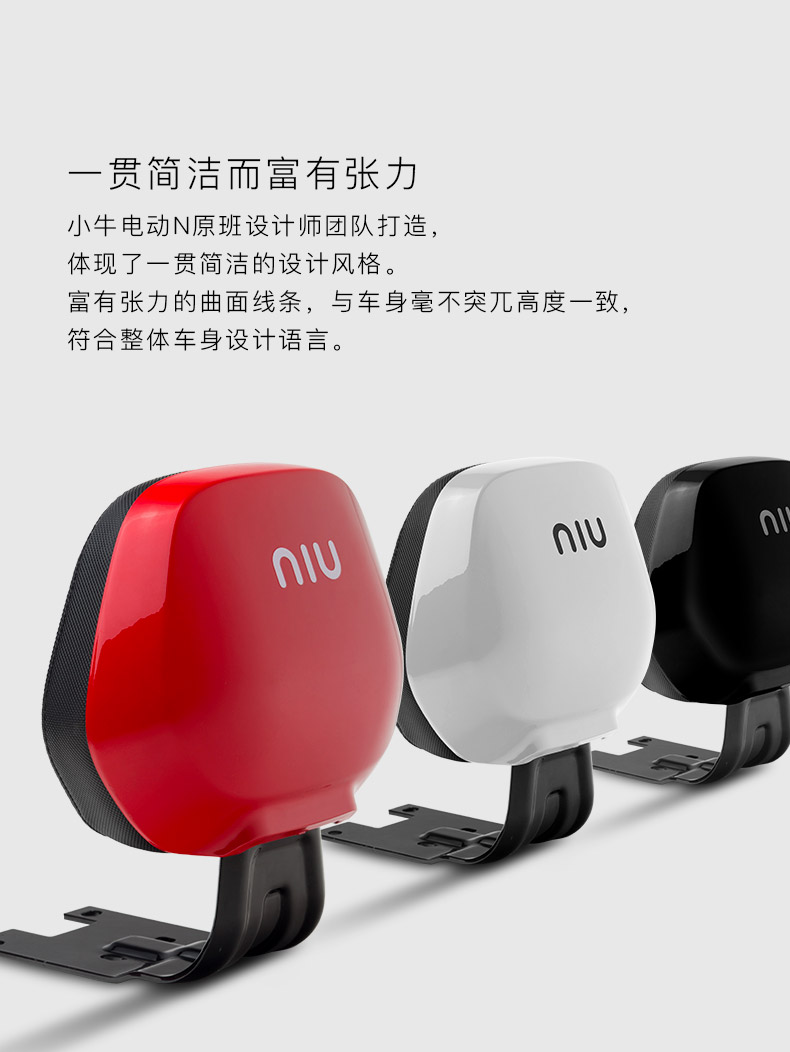 一贯简洁而富有张力
小牛电动N原班设计师团队打造，
体现了一贯简洁的设计风格。
富有张力的曲面线条，与车身毫不突兀高度一致，
符合整体车身设计语言。
NIU
NIU
NIU